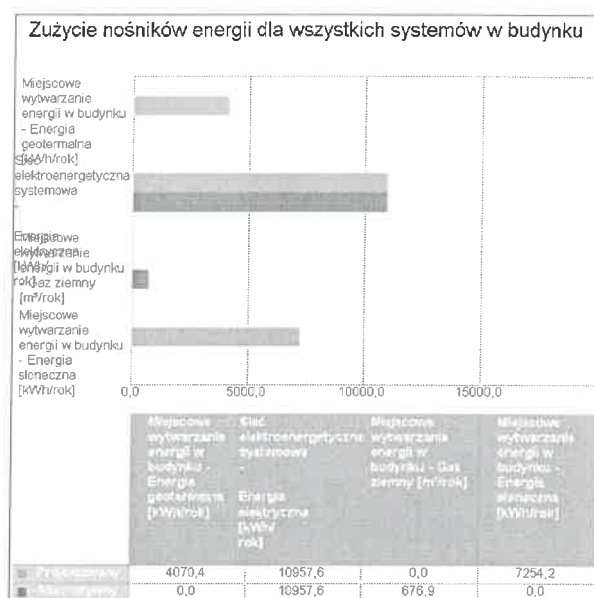 Zużycie nośników energii dla wszystkich systemów w budynku
Miejscowe
wytwarzanie
energii w budynku
- Energia
geotermalna
[kWh/rok]
Sieć
elektroenergetyczna
systemowa
-
Energia
elektryczna
[kWh/
rok]
Miejscowe
wytwarzanie
energii w budynku
- Gaz ziemny
[m³/rok]
Miejscowe
wytwarzanie
energii w budynku
- Energia
słoneczna
[kWh/rok]
0,0 5000,0 10000,0 15000,0
Miejscowe
wytwarzanie
energii w
budynku -
Energia
geotermalna
[kWh/rok]
Sieć
elektroenergetyczna
systemowa
-
Energia
elektryczna
[kWh/
rok]
Miejscowe
wytwarzanie
energii w
budynku - Gaz
ziemny [m³/rok]
Miejscowe
wytwarzanie
energii w
budynku -
Energia
słoneczna
[kWh/rok]
Projektowany 4070,4 10957,6 0,0 7254,2
0,0 10957,6 676,9 0,0